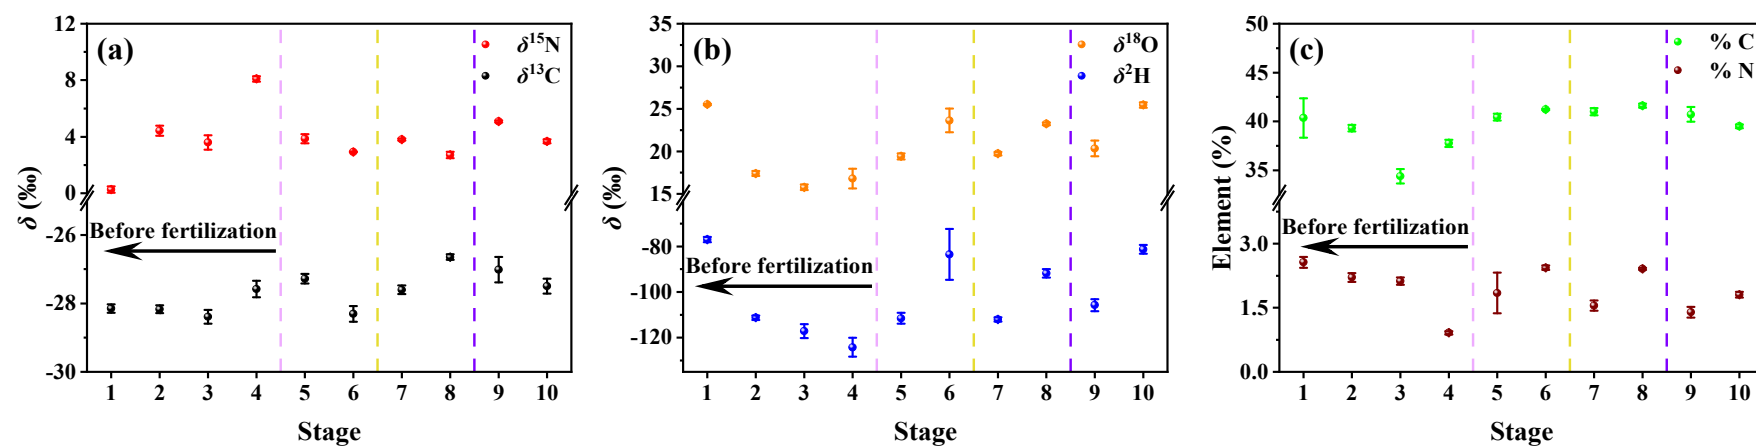 (a)
δ¹⁵N
δ¹³C
12
8
4
0
-26
-28
-30
δ (‰)
Before fertilization
1 2 3 4 5 6 7 8 9 10
Stage
(b)
δ¹⁸O
δ²H
35
30
25
20
15
-80
-100
-120
δ (‰)
Before fertilization
1 2 3 4 5 6 7 8 9 10
Stage
(c)
% C
% N
50
45
40
35
3.0
1.5
0.0
Element (%)
Before fertilization
1 2 3 4 5 6 7 8 9 10
Stage